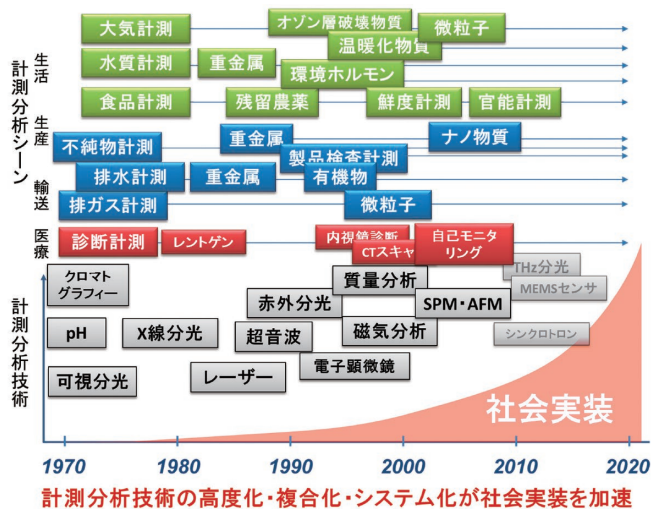 計測分析シーン
生活
大気計測
オゾン層破壊物質
微粒子
温暖化物質
水質計測
重金属
環境ホルモン
食品計測
残留農薬
鮮度計測
官能計測
生産
重金属
ナノ物質
不純物計測
製品検査計測
排水計測
重金属
有機物
輸送
排ガス計測
微粒子
医療
診断計測
レントゲン
内視鏡診断
CTスキャ
自己モニタ
リング
計測分析技術
クロマト
グラフィー
質量分析
THz分光
MEMSセンサ
赤外分光
SPM・AFM
pH
X線分光
超音波
磁気分析
シンクロトロン
可視分光
レーザー
電子顕微鏡
社会実装
1970
1980
1990
2000
2010
2020
計測分析技術の高度化・複合化・システム化が社会実装を加速